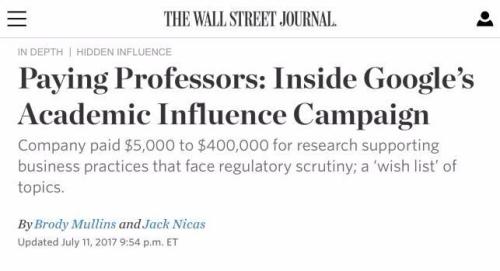 THE WALL STREET JOURNAL.
IN DEPTH | HIDDEN INFLUENCE
Paying Professors: Inside Google's
Academic Influence Campaign
Company paid $5,000 to $400,000 for research supporting
business practices that face regulatory scrutiny; a 'wish list' of
topics.
By Brody Mullins and Jack Nicas
Updated July 11, 2017 9:54 p.m. ET